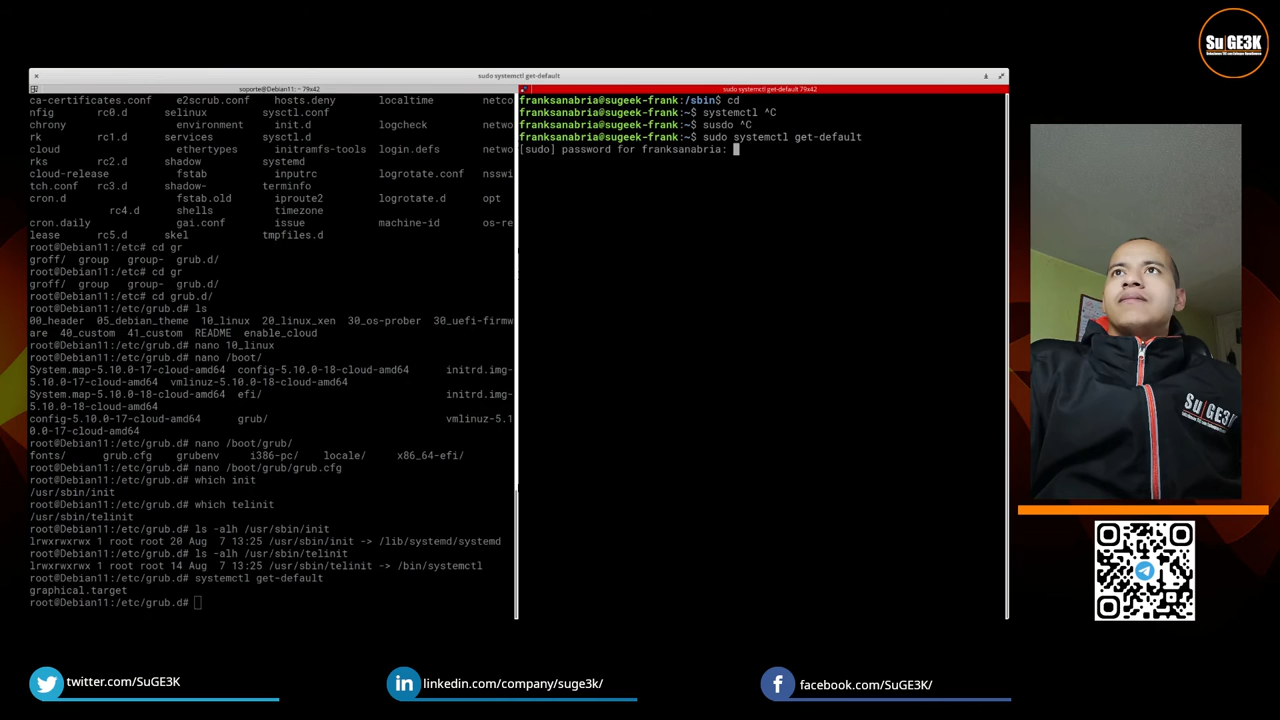 Su GE3K
Soluciones TIC con Enfoque OpenSource
sudo systemctl get-default
soporte@Debian11: ~ 79x42
ca-certificates.conf    e2scrub.conf    hosts.deny       localtime       netco
nfig    rc0.d    selinux    sysctl.conf
chrony    environment    init.d    logcheck    netwo
rk    rc1.d    services    sysctl.d
cloud    ethertypes    initramfs-tools    login.defs    netwo
rks    rc2.d    shadow    systemd
cloud-release    fstab    inputrc    logrotate.conf    nsswi
tch.conf    rc3.d    shadow-    terminfo
cron.d    fstab.old    iproute2    logrotate.d    opt
rc4.d    shells    timezone
cron.daily    gai.conf    issue    machine-id    os-re
lease    rc5.d    skel    tmpfiles.d
root@Debian11:/etc# cd gr
groff/  group   group-  grub.d/
root@Debian11:/etc# cd gr
groff/  group   group-  grub.d/
root@Debian11:/etc# cd grub.d/
root@Debian11:/etc/grub.d# ls
00_header  05_debian_theme  10_linux  20_linux_xen  30_os-prober  30_uefi-firmw
are  40_custom  41_custom  README  enable_cloud
root@Debian11:/etc/grub.d# nano 10_linux
root@Debian11:/etc/grub.d# nano /boot/
System.map-5.10.0-17-cloud-amd64  config-5.10.0-18-cloud-amd64    initrd.img-
5.10.0-17-cloud-amd64  vmlinuz-5.10.0-18-cloud-amd64
System.map-5.10.0-18-cloud-amd64  efi/    initrd.img-
5.10.0-18-cloud-amd64
config-5.10.0-17-cloud-amd64    grub/    vmlinuz-5.1
0.0-17-cloud-amd64
root@Debian11:/etc/grub.d# nano /boot/grub/
fonts/    grub.cfg    grubenv    i386-pc/    locale/    x86_64-efi/
root@Debian11:/etc/grub.d# nano /boot/grub/grub.cfg
root@Debian11:/etc/grub.d# which init
/usr/sbin/init
root@Debian11:/etc/grub.d# which telinit
/usr/sbin/telinit
root@Debian11:/etc/grub.d# ls -alh /usr/sbin/init
lrwxrwxrwx 1 root root 20 Aug  7 13:25 /usr/sbin/init -> /lib/systemd/systemd
root@Debian11:/etc/grub.d# ls -alh /usr/sbin/telinit
lrwxrwxrwx 1 root root 14 Aug  7 13:25 /usr/sbin/telinit -> /bin/systemctl
root@Debian11:/etc/grub.d# systemctl get-default
graphical.target
root@Debian11:/etc/grub.d#
sudo systemctl get-default 79x42
franksanabria@sugeek-frank:/sbin$ cd
franksanabria@sugeek-frank:~$ systemctl ^C
franksanabria@sugeek-frank:~$ susdo ^C
franksanabria@sugeek-frank:~$ sudo systemctl get-default
[sudo] password for franksanabria:
SuGE3K
twitter.com/SuGE3K
linkedin.com/company/suge3k/
facebook.com/SuGE3K/